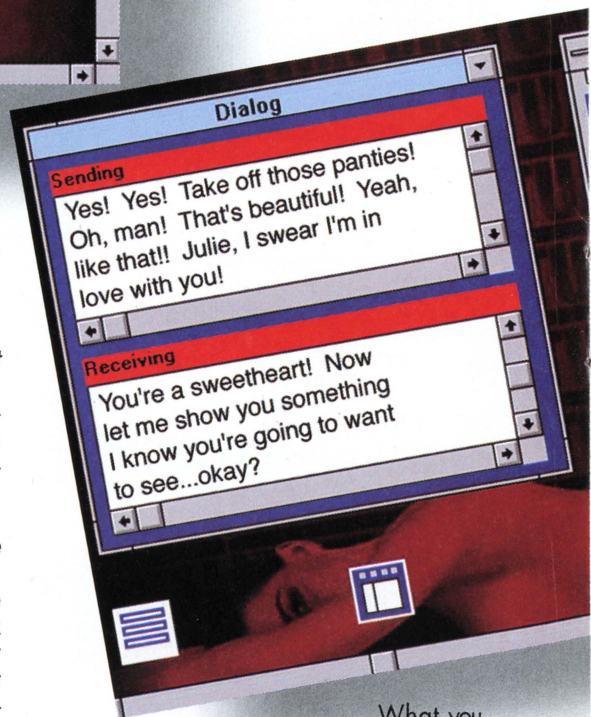 Dialog
Sending
Yes! Yes! Take off those panties!
Oh, man! That's beautiful! Yeah,
like that!! Julie, I swear I'm in
love with you!
Receiving
You're a sweetheart! Now
let me show you something
I know you're going to want
to see...okay?
What you